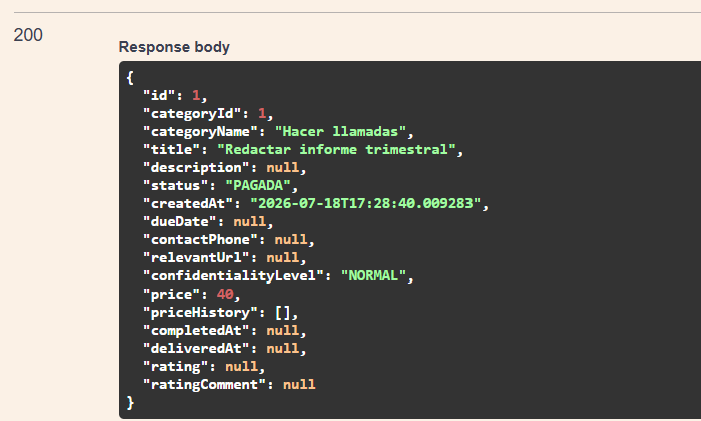 200
Response body
{
  "id": 1,
  "categoryId": 1,
  "categoryName": "Hacer llamadas",
  "title": "Redactar informe trimestral",
  "description": null,
  "status": "PAGADA",
  "createdAt": "2026-07-18T17:28:40.009283",
  "dueDate": null,
  "contactPhone": null,
  "relevantUrl": null,
  "confidentialityLevel": "NORMAL",
  "price": 40,
  "priceHistory": [],
  "completedAt": null,
  "deliveredAt": null,
  "rating": null,
  "ratingComment": null
}